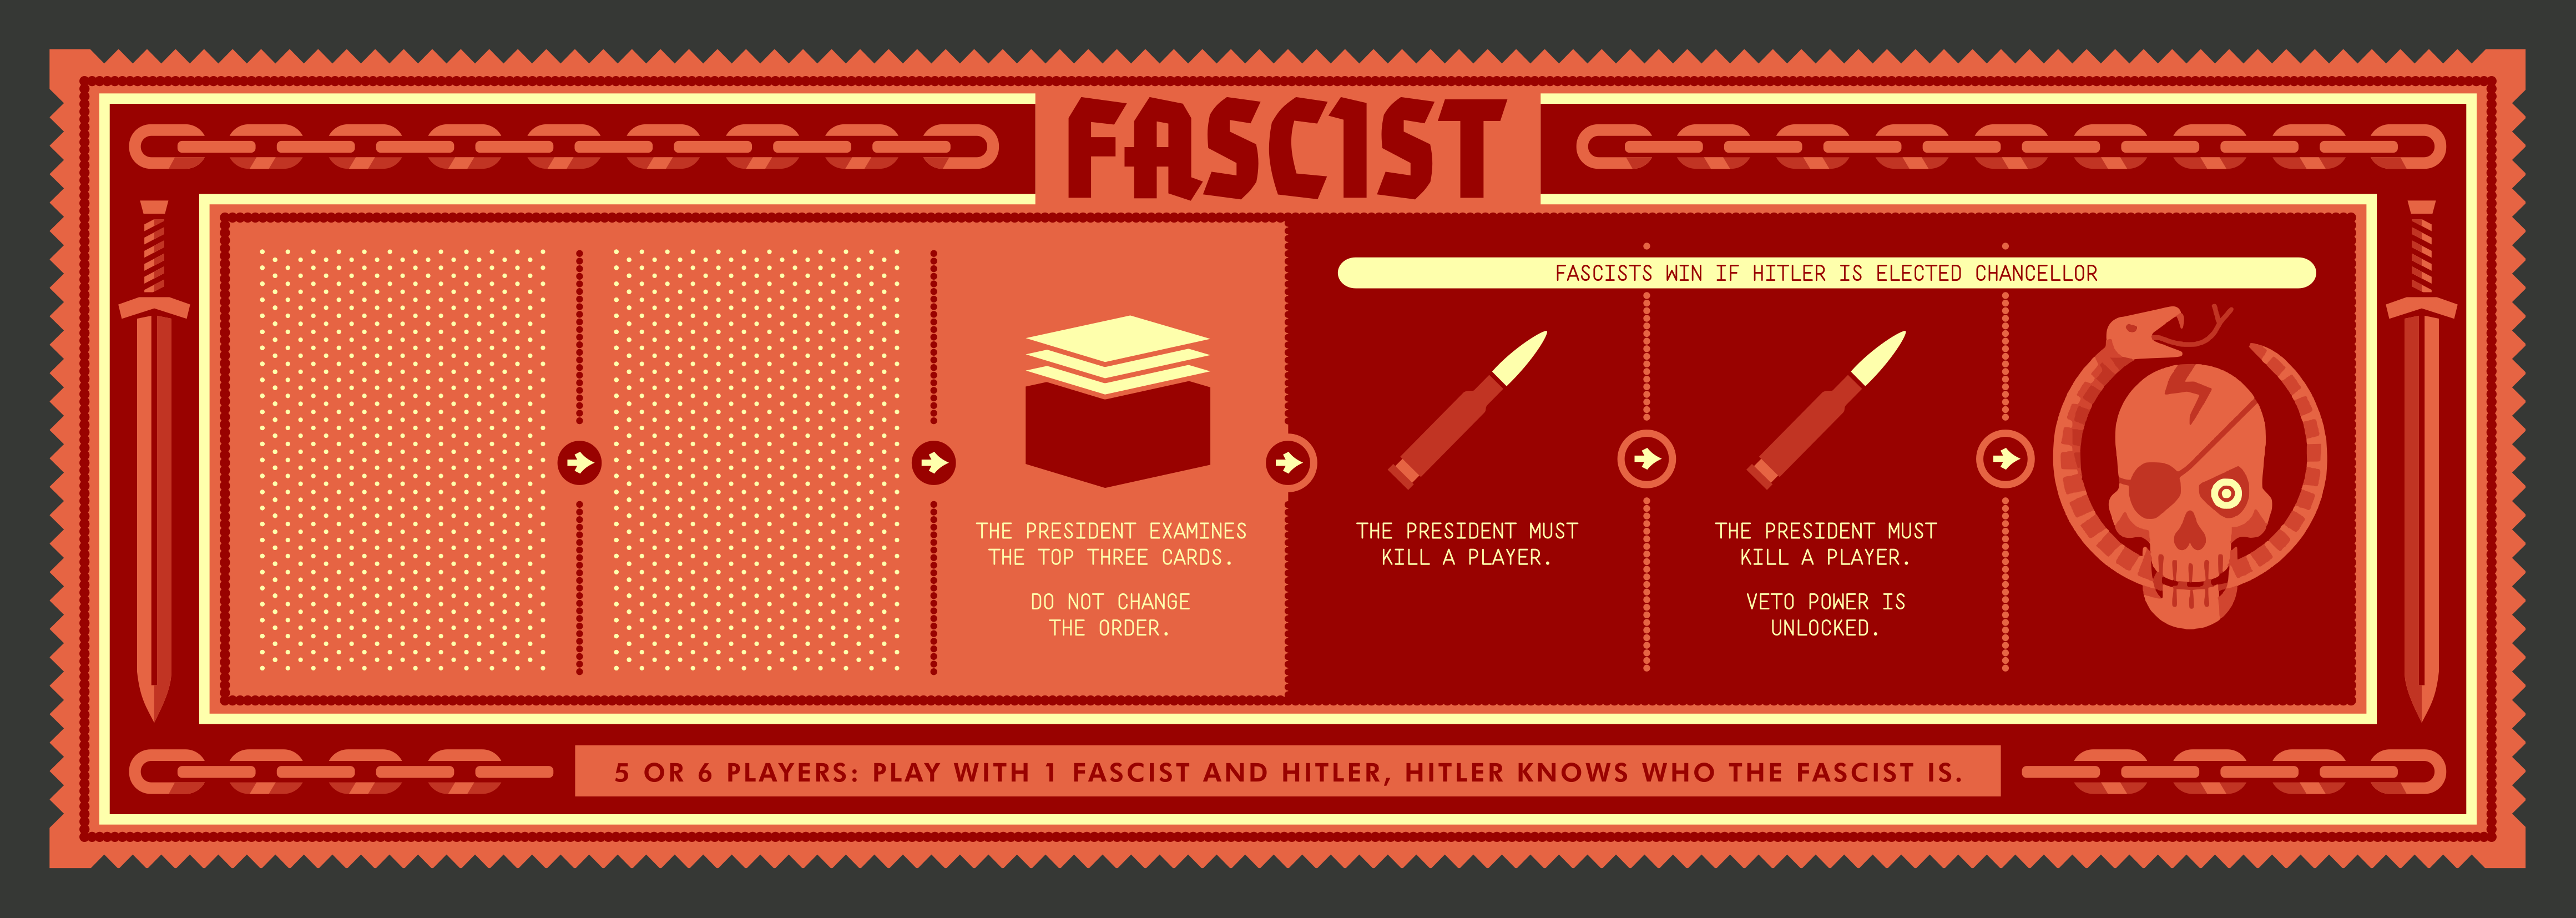 FASCIST
FASCISTS WIN IF HITLER IS ELECTED CHANCELLOR
THE PRESIDENT EXAMINES
THE TOP THREE CARDS.
DO NOT CHANGE
THE ORDER.
THE PRESIDENT MUST
KILL A PLAYER.
THE PRESIDENT MUST
KILL A PLAYER.
VETO POWER IS
UNLOCKED.
5 OR 6 PLAYERS: PLAY WITH 1 FASCIST AND HITLER, HITLER KNOWS WHO THE FASCIST IS.